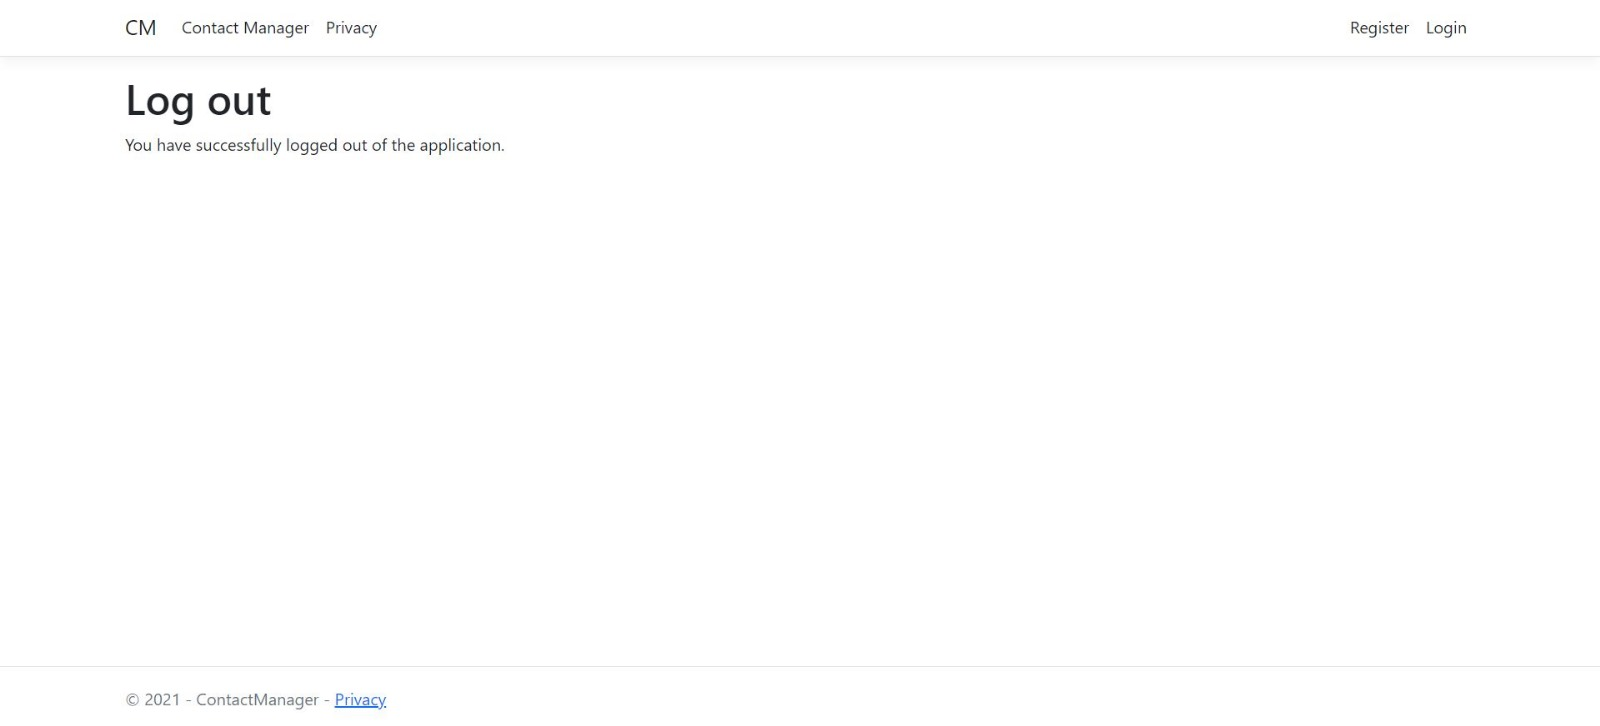 CM Contact Manager Privacy Register Login
Log out
You have successfully logged out of the application.
© 2021 - ContactManager - Privacy